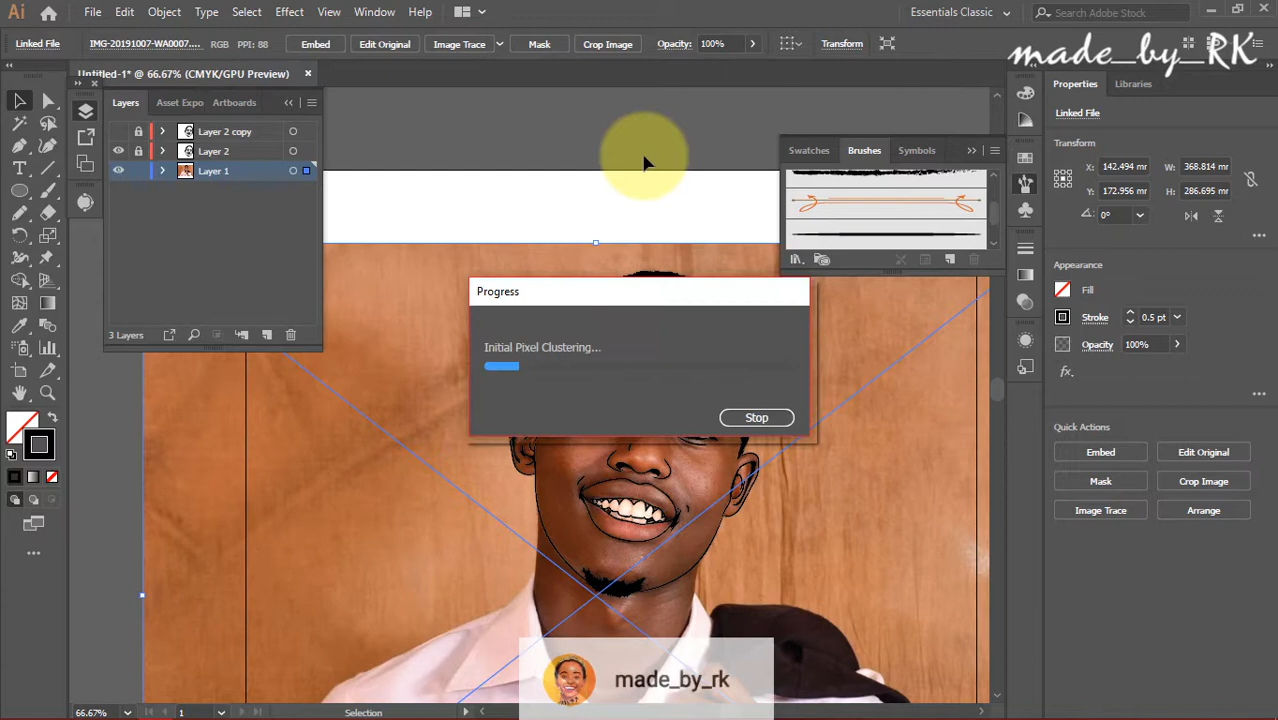 Ai
File
Edit
Object
Type
Select
Effect
View
Window
Help
Essentials Classic
Search Adobe Stock
Linked File
IMG-20191007-WA0007....
RGB
PPI: 88
Embed
Edit Original
Image Trace
Mask
Crop Image
Opacity:
100%
Transform
made_by_RK
Untitled-1* @ 66.67% (CMYK/GPU Preview)
Layers
Asset Expo
Artboards
Layer 2 copy
Layer 2
Layer 1
3 Layers
Swatches
Brushes
Symbols
Progress
Initial Pixel Clustering...
Stop
Properties
Libraries
Linked File
Transform
X:
142.494 mm
W:
368.814 mm
Y:
172.956 mm
H:
286.695 mm
0°
Appearance
Fill
Stroke
0.5 pt
Opacity
100%
fx.
Quick Actions
Embed
Edit Original
Mask
Crop Image
Image Trace
Arrange
made_by_rk
66.67%
1
Selection